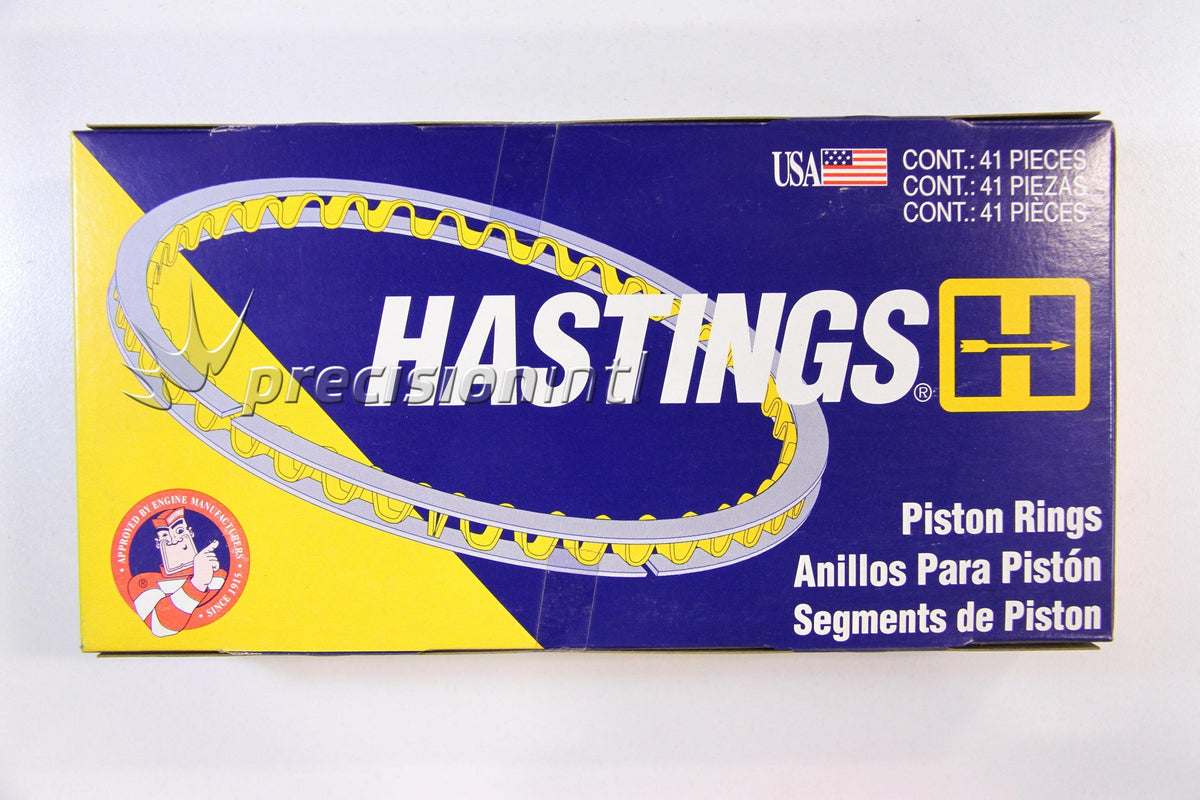 USA
CONT.: 41 PIECES
CONT.: 41 PIEZAS
CONT.: 41 PIÈCES
HASTINGS® H
precisionintl
APPROVED BY ENGINE MANUFACTURERS
• SINCE 1915 •
®
Piston Rings
Anillos Para Pistón
Segments de Piston